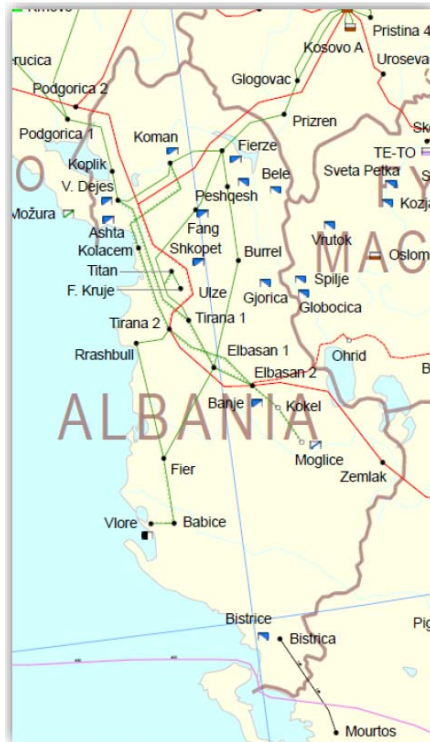 Pristina 4
Kosovo A
erucica
Urosevac
Glogovac
Podgorica 2
Prizren
Podgorica 1
Koman
Fierze
TE-TO
Koplik
Bele
Sveta Petka
V. Dejes
Peshqesh
Možura
Fang
Ashta
Kolacem
Shkopet
Vrutok
MAC
Titan
Burrel
Oslom
F. Kruje
Ulze
Gjorica
Spilje
Globocica
Tirana 2
Tirana 1
Rrashbull
Elbasan 1
Ohrid
Elbasan 2
Banje
Kokel
ALBANIA
Moglice
Zemlak
Fier
Vlore
Babice
Bistrice
Bistrica
Mourtos